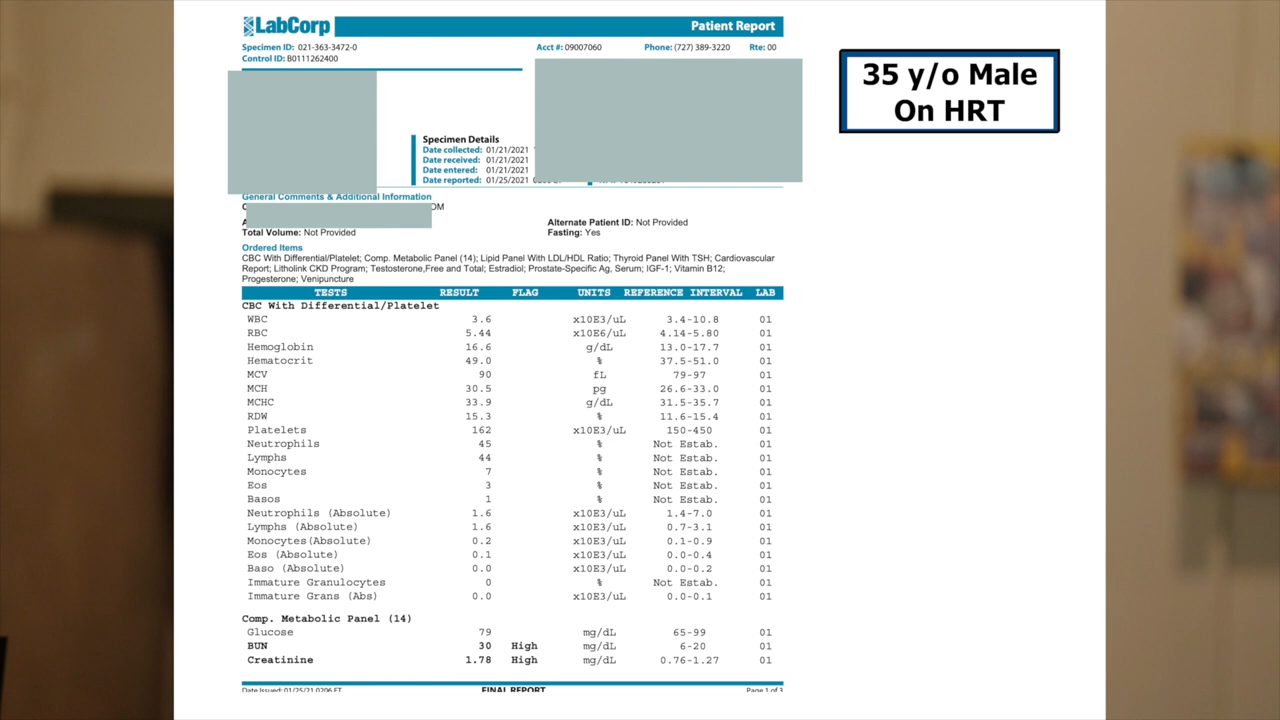 LabCorp Patient Report
35 y/o Male
On HRT
Specimen ID: 021-363-3472-0 Acct #: 09007060 Phone: (727) 389-3220 Rte: 00
Control ID: B0111262400
Specimen Details
Date collected: 01/21/2021
Date received: 01/21/2021
Date entered: 01/21/2021
Date reported: 01/25/2021
General Comments & Additional Information
Alternate Patient ID: Not Provided
Total Volume: Not Provided Fasting: Yes
Ordered Items
CBC With Differential/Platelet; Comp. Metabolic Panel (14); Lipid Panel With LDL/HDL Ratio; Thyroid Panel With TSH; Cardiovascular
Report; Litholink CKD Program; Testosterone,Free and Total; Estradiol; Prostate-Specific Ag, Serum; IGF-1; Vitamin B12;
Progesterone; Venipuncture
TESTS RESULT FLAG UNITS REFERENCE INTERVAL LAB
CBC With Differential/Platelet
WBC 3.6 x10E3/uL 3.4-10.8 01
RBC 5.44 x10E6/uL 4.14-5.80 01
Hemoglobin 16.6 g/dL 13.0-17.7 01
Hematocrit 49.0 % 37.5-51.0 01
MCV 90 fL 79-97 01
MCH 30.5 pg 26.6-33.0 01
MCHC 33.9 g/dL 31.5-35.7 01
RDW 15.3 % 11.6-15.4 01
Platelets 162 x10E3/uL 150-450 01
Neutrophils 45 % Not Estab. 01
Lymphs 44 % Not Estab. 01
Monocytes 7 % Not Estab. 01
Eos 3 % Not Estab. 01
Basos 1 % Not Estab. 01
Neutrophils (Absolute) 1.6 x10E3/uL 1.4-7.0 01
Lymphs (Absolute) 1.6 x10E3/uL 0.7-3.1 01
Monocytes(Absolute) 0.2 x10E3/uL 0.1-0.9 01
Eos (Absolute) 0.1 x10E3/uL 0.0-0.4 01
Baso (Absolute) 0.0 x10E3/uL 0.0-0.2 01
Immature Granulocytes 0 % Not Estab. 01
Immature Grans (Abs) 0.0 x10E3/uL 0.0-0.1 01
Comp. Metabolic Panel (14)
Glucose 79 mg/dL 65-99 01
BUN 30 High mg/dL 6-20 01
Creatinine 1.78 High mg/dL 0.76-1.27 01
Date Issued: 01/25/21 0206 ET FINAL REPORT Page 1 of 3